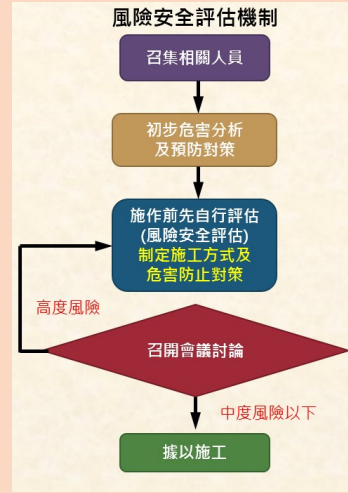 風險安全評估機制
召集相關人員
初步危害分析
及預防對策
施作前先自行評估
(風險安全評估)
制定施工方式及
危害防止對策
高度風險
召開會議討論
中度風險以下
據以施工